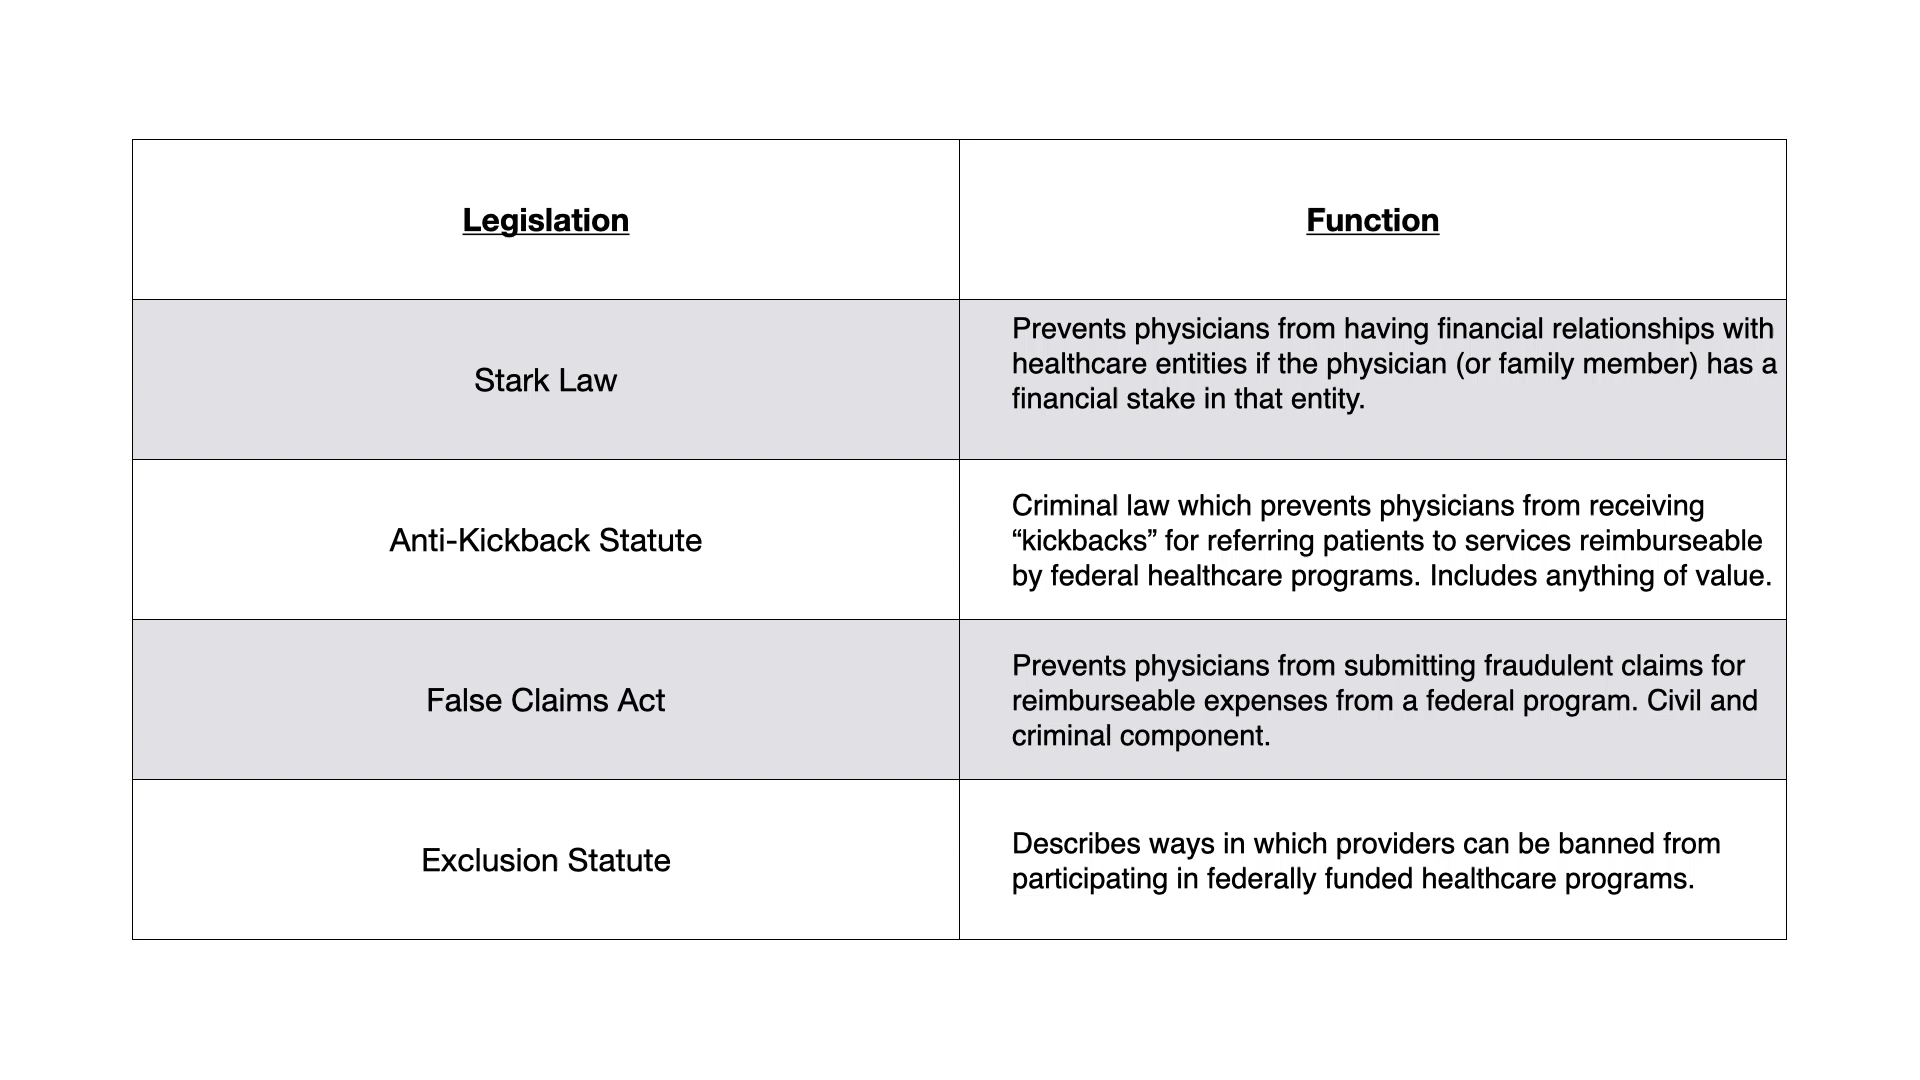 Legislation
Function
Stark Law
Prevents physicians from having financial relationships with
healthcare entities if the physician (or family member) has a
financial stake in that entity.
Anti-Kickback Statute
Criminal law which prevents physicians from receiving
“kickbacks” for referring patients to services reimburseable
by federal healthcare programs. Includes anything of value.
False Claims Act
Prevents physicians from submitting fraudulent claims for
reimburseable expenses from a federal program. Civil and
criminal component.
Exclusion Statute
Describes ways in which providers can be banned from
participating in federally funded healthcare programs.